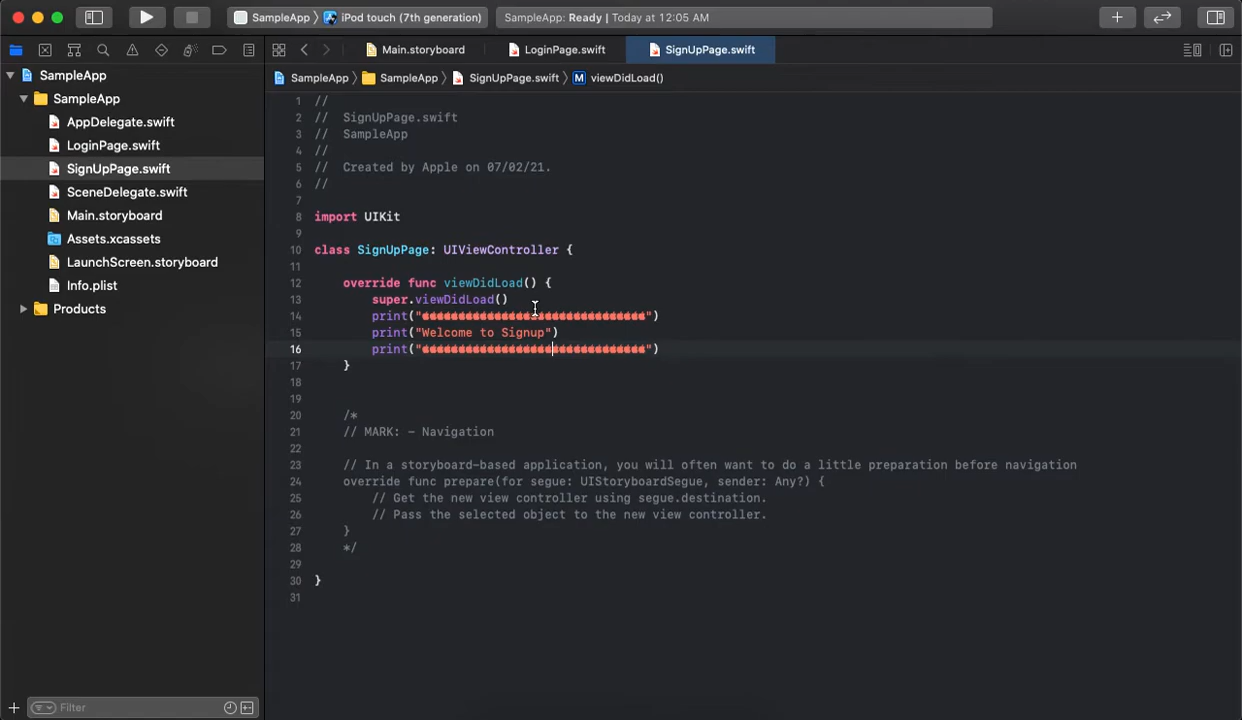 SampleApp
iPod touch (7th generation)
SampleApp: Ready | Today at 12:05 AM
Main.storyboard
LoginPage.swift
SignUpPage.swift
SampleApp
SampleApp
SignUpPage.swift
M viewDidLoad()
SampleApp
SampleApp
AppDelegate.swift
LoginPage.swift
SignUpPage.swift
SceneDelegate.swift
Main.storyboard
Assets.xcassets
LaunchScreen.storyboard
Info.plist
Products
Filter
1 //
2 // SignUpPage.swift
3 // SampleApp
4 //
5 // Created by Apple on 07/02/21.
6 //
7
8 import UIKit
9
10 class SignUpPage: UIViewController {
11
12 override func viewDidLoad() {
13 super.viewDidLoad()
14 print("")
15 print("Welcome to Signup")
16 print("")
17 }
18
19
20 /*
21 // MARK: - Navigation
22
23 // In a storyboard-based application, you will often want to do a little preparation before navigation
24 override func prepare(for segue: UIStoryboardSegue, sender: Any?) {
25 // Get the new view controller using segue.destination.
26 // Pass the selected object to the new view controller.
27 }
28 */
29
30 }
31